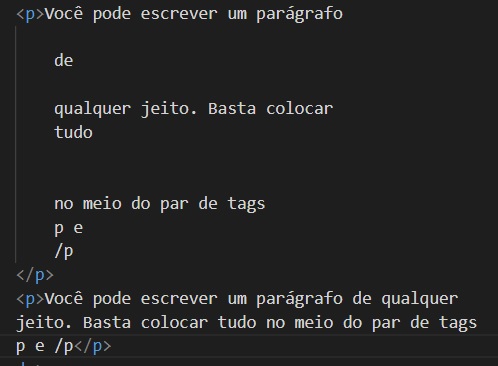 <p>Você pode escrever um parágrafo
de
qualquer jeito. Basta colocar
tudo
no meio do par de tags
p e
/p
</p>
<p>Você pode escrever um parágrafo de qualquer
jeito. Basta colocar tudo no meio do par de tags
p e /p</p>